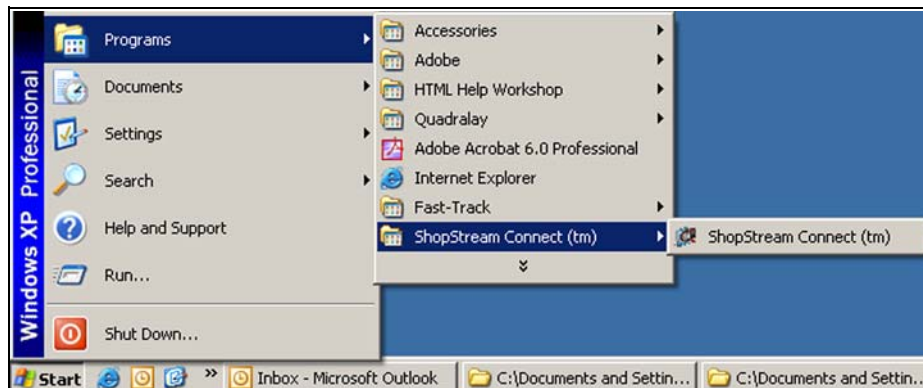 Windows XP Professional
Programs
Documents
Settings
Search
Help and Support
Run...
Shut Down...
Accessories
Adobe
HTML Help Workshop
Quadralay
Adobe Acrobat 6.0 Professional
Internet Explorer
Fast-Track
ShopStream Connect (tm)
ShopStream Connect (tm)
Start
Inbox - Microsoft Outlook
C:\Documents and Settin...
C:\Documents and Settin...